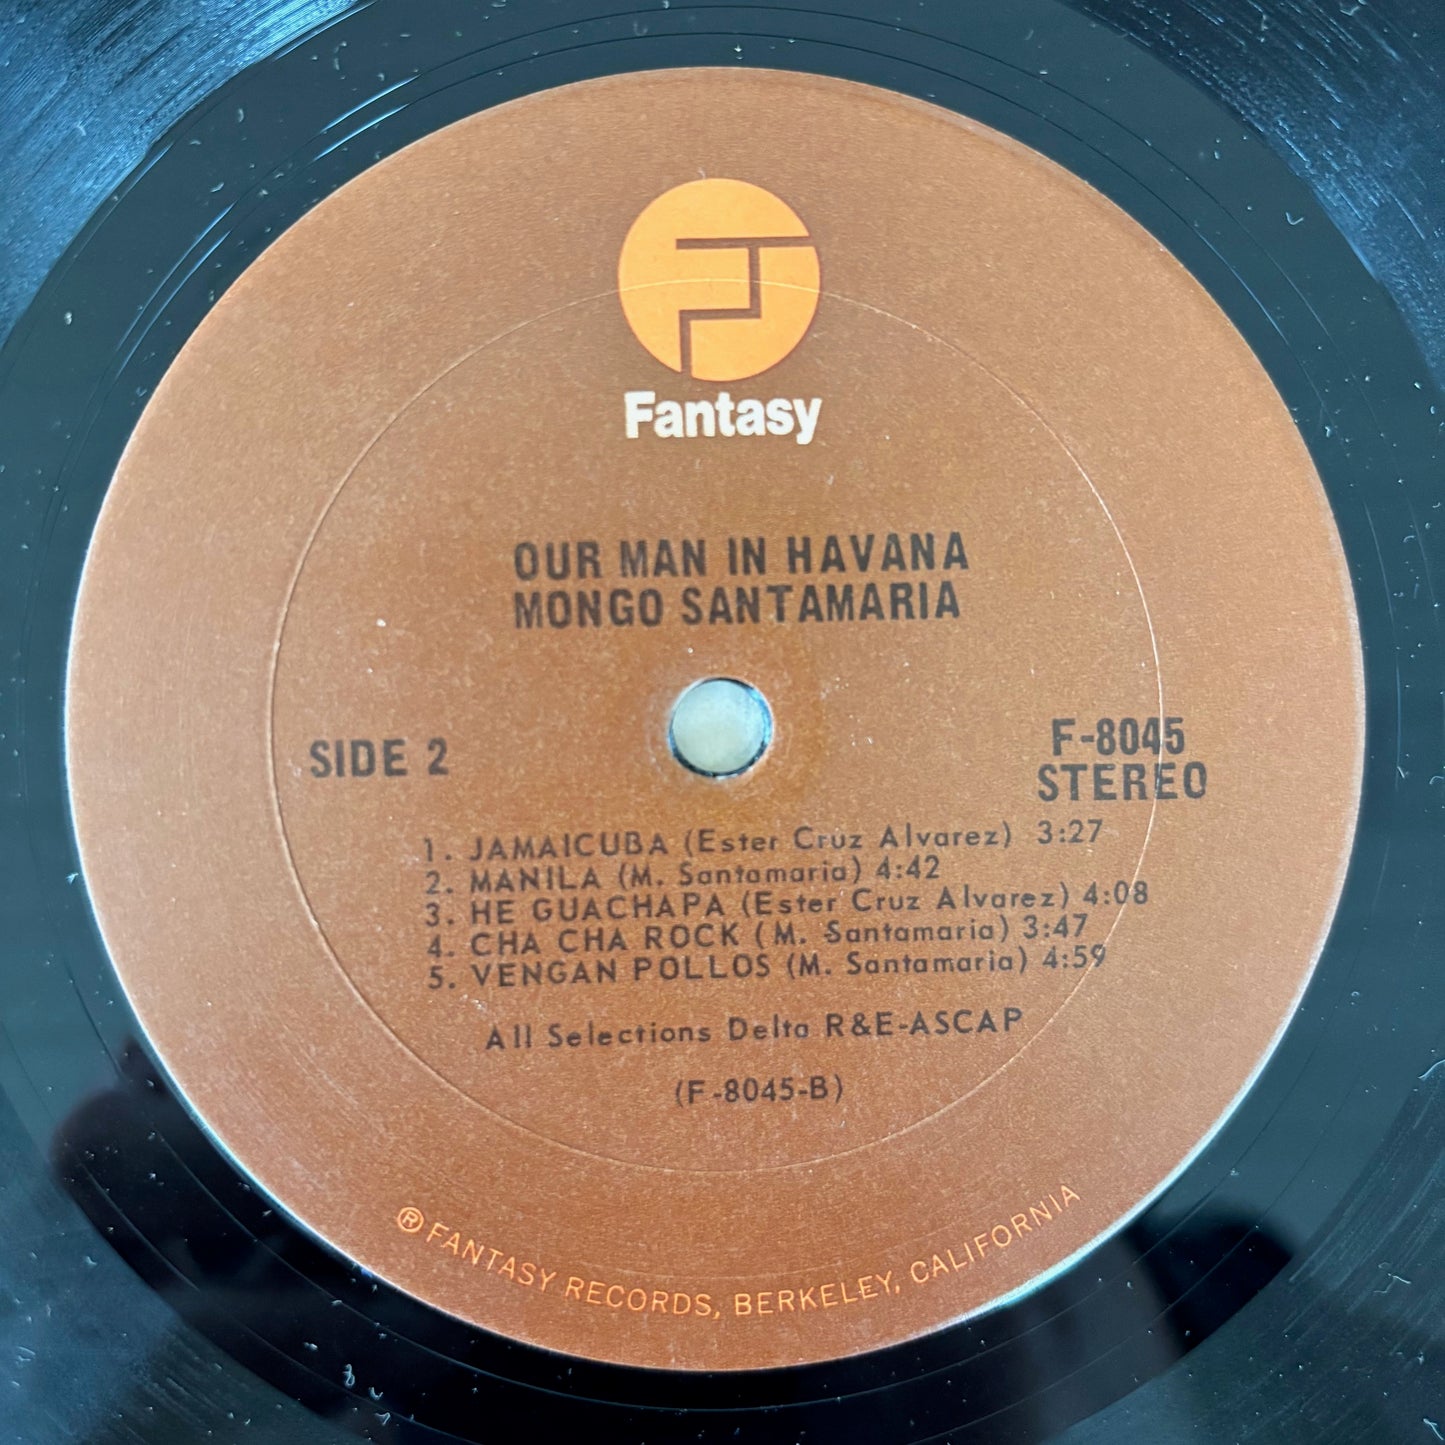 Fantasy
OUR MAN IN HAVANA
MONGO SANTAMARIA
SIDE 2
F-8045
STEREO
1. JAMAICUBA (Ester Cruz Alvarez) 3:27
2. MANILA (M. Santamaria) 4:42
3. HE GUACHAPA (Ester Cruz Alvarez) 4:08
4. CHA CHA ROCK (M. Santamaria) 3:47
5. VENGAN POLLOS (M. Santamaria) 4:59
All Selections Delta R&E-ASCAP
(F-8045-B)
® FANTASY RECORDS, BERKELEY, CALIFORNIA